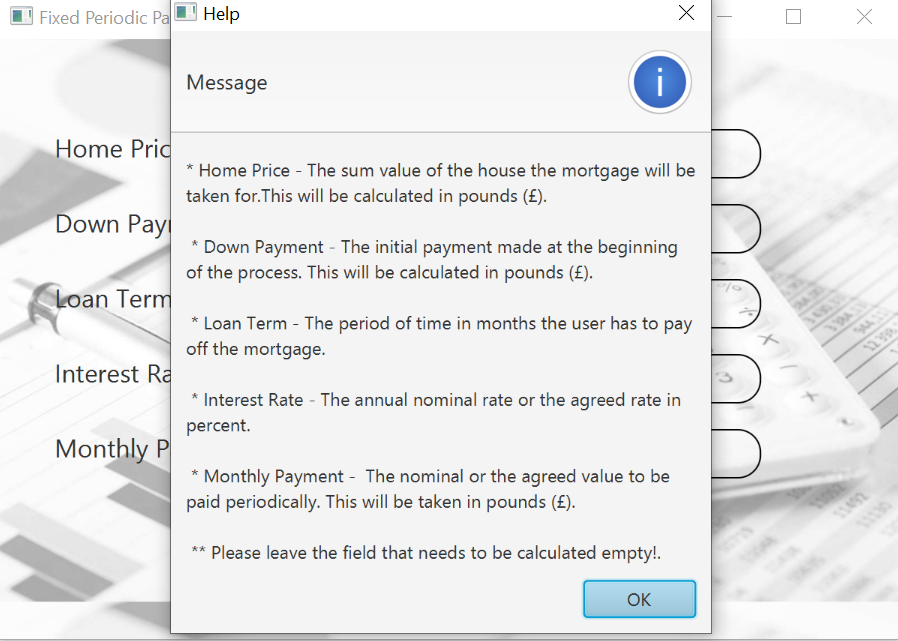 Fixed Periodic Pa
Help
Message
* Home Price - The sum value of the house the mortgage will be
taken for.This will be calculated in pounds (£).
* Down Payment - The initial payment made at the beginning
of the process. This will be calculated in pounds (£).
* Loan Term - The period of time in months the user has to pay
off the mortgage.
* Interest Rate - The annual nominal rate or the agreed rate in
percent.
* Monthly Payment -  The nominal or the agreed value to be
paid periodically. This will be taken in pounds (£).
** Please leave the field that needs to be calculated empty!.
OK
Home Pric
Down Pay
Loan Term
Interest Ra
Monthly P